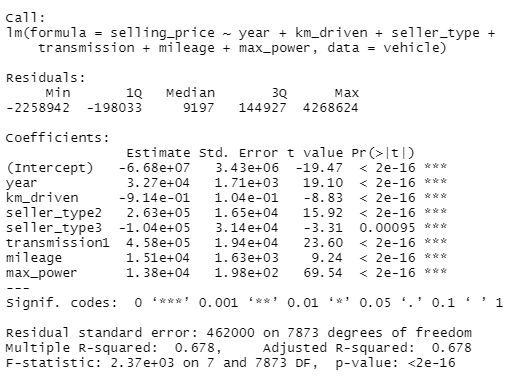 Call:
lm(formula = selling_price ~ year + km_driven + seller_type +
    transmission + mileage + max_power, data = vehicle)

Residuals:
     Min       1Q   Median       3Q      Max
-2258942  -198033     9197   144927  4268624

Coefficients:
               Estimate Std. Error t value Pr(>|t|)
(Intercept)   -6.68e+07   3.43e+06  -19.47  < 2e-16 ***
year           3.27e+04   1.71e+03   19.10  < 2e-16 ***
km_driven     -9.14e-01   1.04e-01   -8.83  < 2e-16 ***
seller_type2   2.63e+05   1.65e+04   15.92  < 2e-16 ***
seller_type3  -1.04e+05   3.14e+04   -3.31  0.00095 ***
transmission1  4.58e+05   1.94e+04   23.60  < 2e-16 ***
mileage        1.51e+04   1.63e+03    9.24  < 2e-16 ***
max_power      1.38e+04   1.98e+02   69.54  < 2e-16 ***
---
Signif. codes:  0 ‘***’ 0.001 ‘**’ 0.01 ‘*’ 0.05 ‘.’ 0.1 ‘ ’ 1

Residual standard error: 462000 on 7873 degrees of freedom
Multiple R-squared:  0.678,	Adjusted R-squared:  0.678
F-statistic: 2.37e+03 on 7 and 7873 DF,  p-value: <2e-16